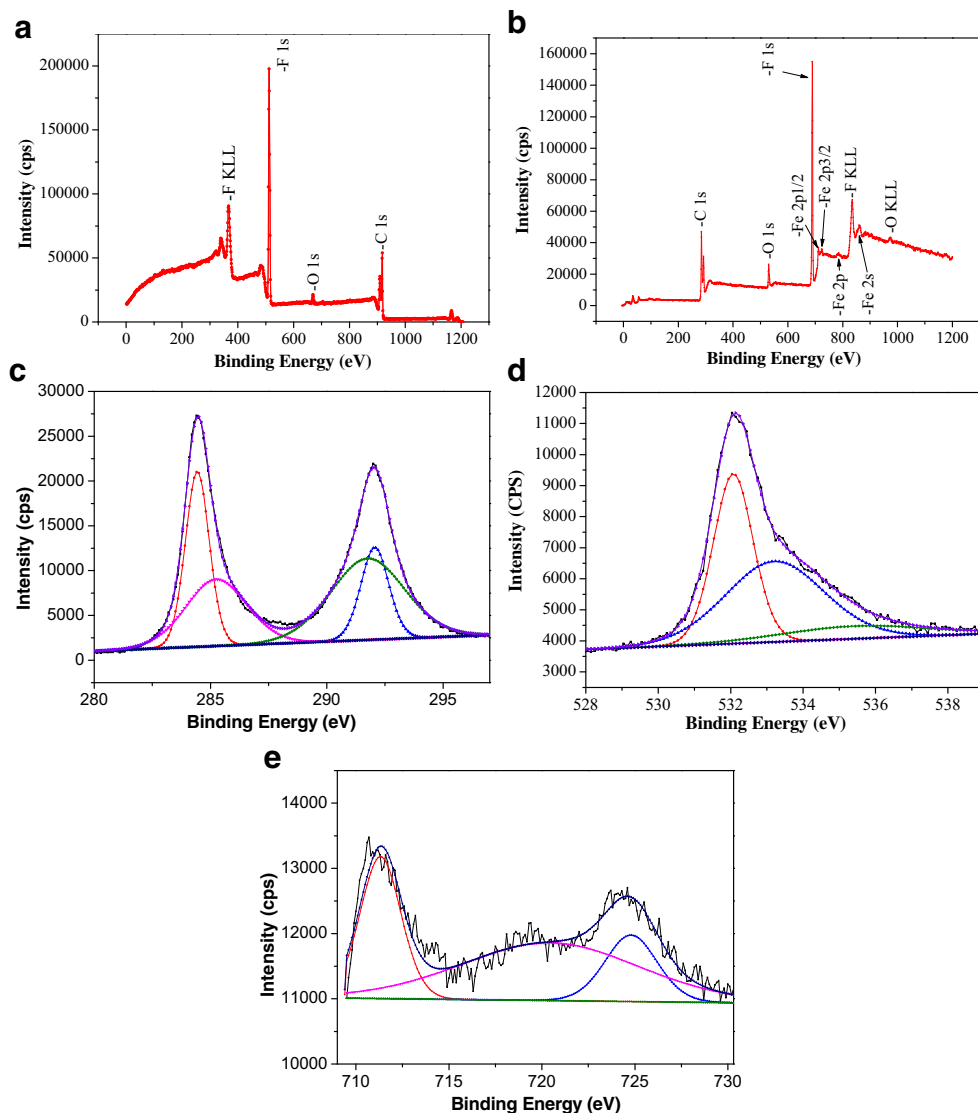 a
200000
150000
100000
50000
0
0 200 400 600 800 1000 1200
Intensity (cps)
Binding Energy (eV)
-F KLL
-F 1s
-O 1s
-C 1s
b
160000
140000
120000
100000
80000
60000
40000
20000
0
0 200 400 600 800 1000 1200
Intensity (cps)
Binding Energy (eV)
-C 1s
-O 1s
-F 1s
-Fe 2p1/2
-Fe 2p3/2
-F KLL
-O KLL
-Fe 2p
-Fe 2s
c
30000
25000
20000
15000
10000
5000
0
280 285 290 295
Intensity (cps)
Binding Energy (eV)
d
12000
11000
10000
9000
8000
7000
6000
5000
4000
3000
528 530 532 534 536 538
Intensity (CPS)
Binding Energy (eV)
e
14000
13000
12000
11000
10000
710 715 720 725 730
Intensity (cps)
Binding Energy (eV)